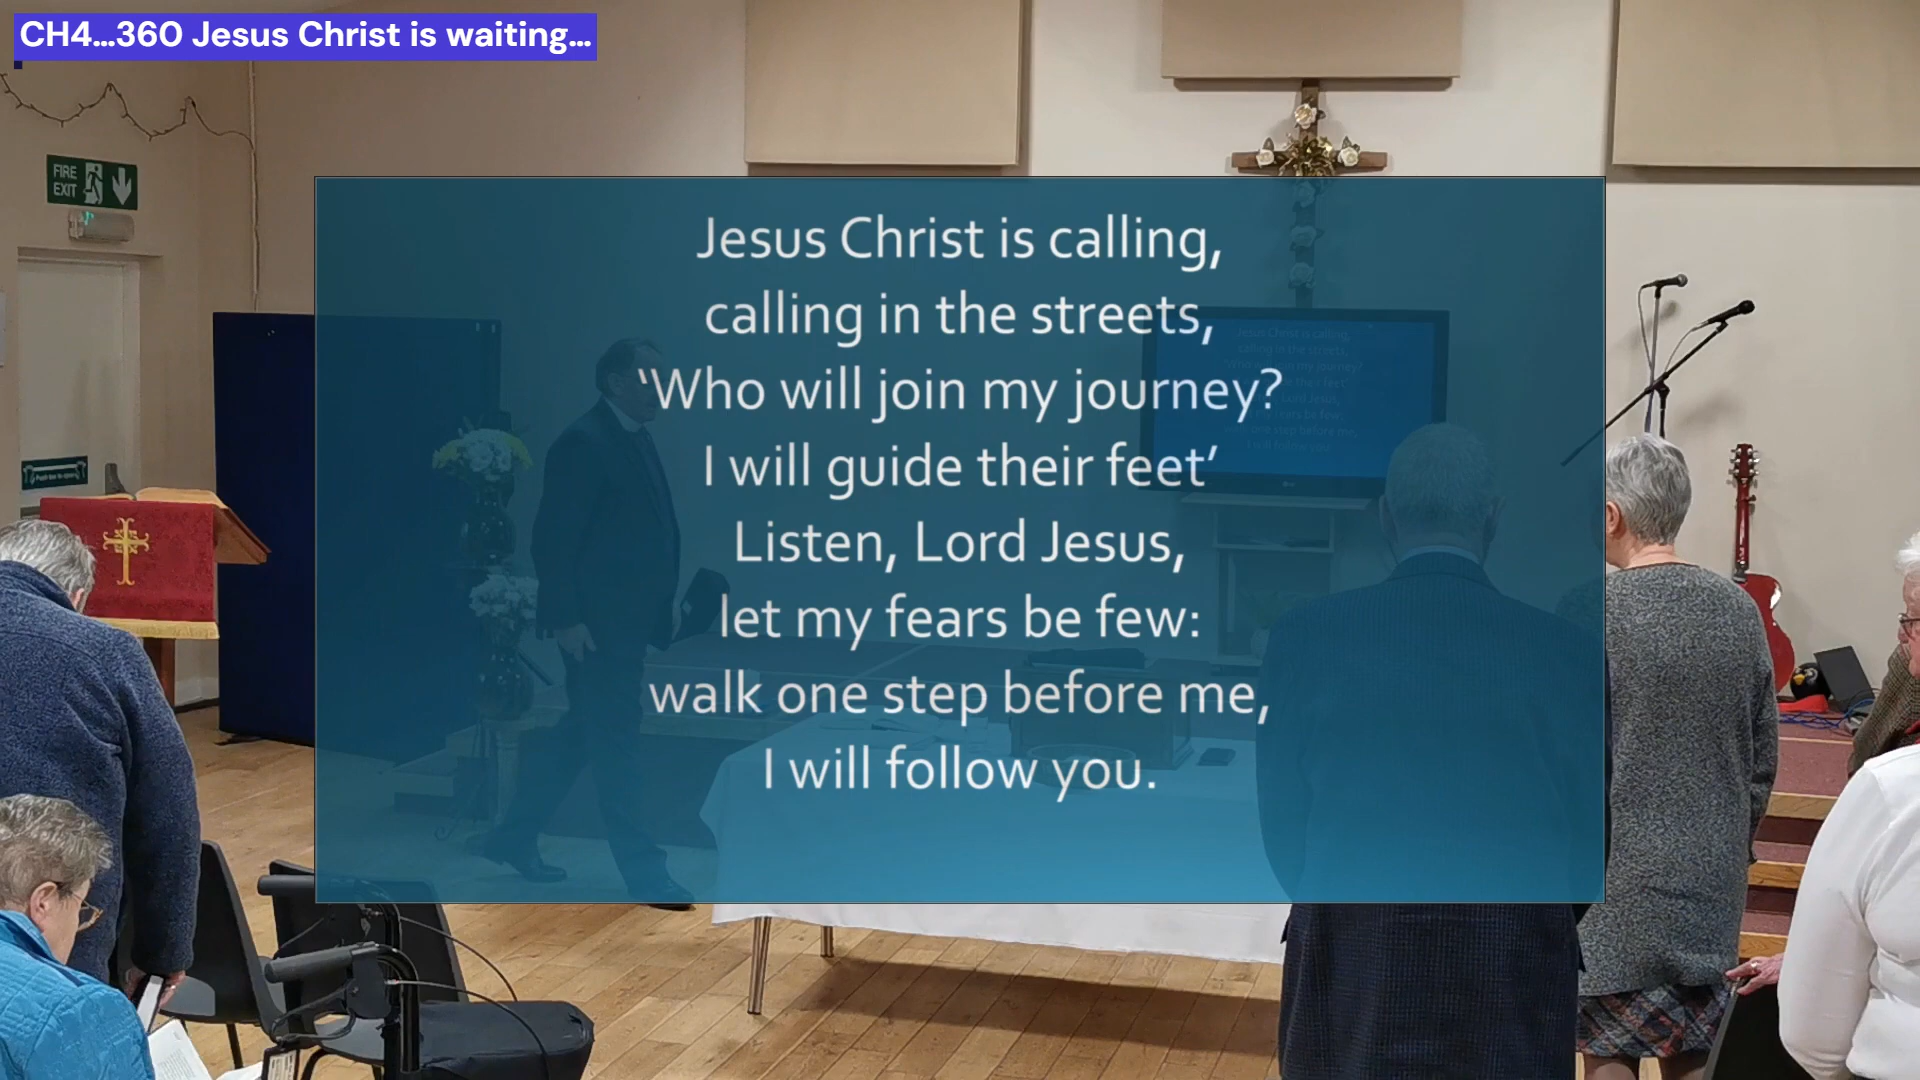 CH4...360 Jesus Christ is waiting...
FIRE
EXIT
Jesus Christ is calling,
calling in the streets,
‘Who will join my journey?
I will guide their feet’
Listen, Lord Jesus,
let my fears be few:
walk one step before me,
I will follow you.